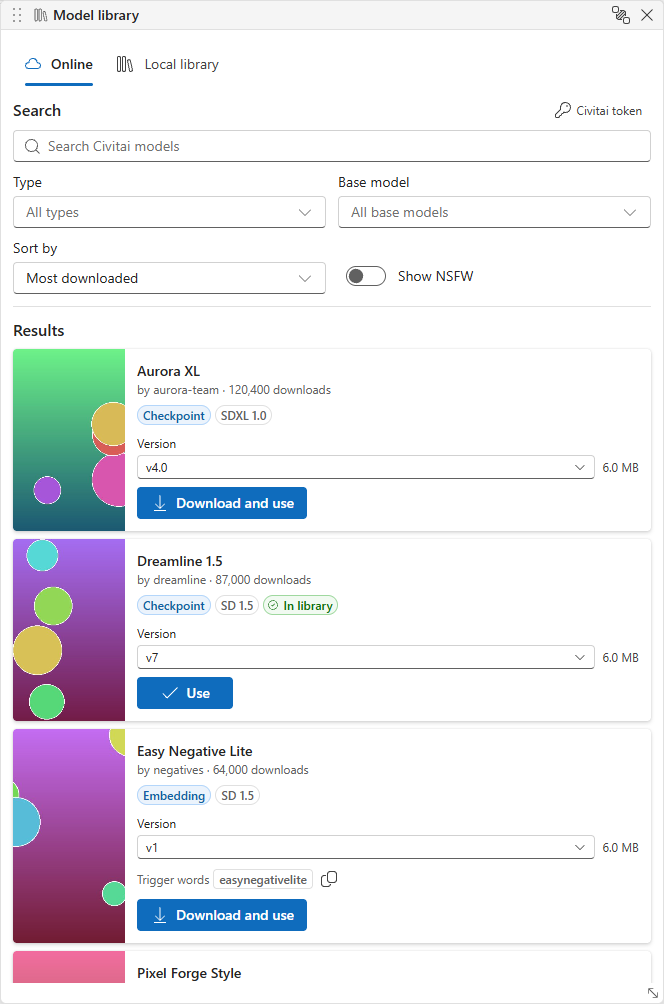 Model library
Online Local library
Search Civitai token
Search Civitai models
Type Base model
All types All base models
Sort by
Most downloaded Show NSFW
Results
Aurora XL
by aurora-team · 120,400 downloads
Checkpoint SDXL 1.0
Version
v4.0 6.0 MB
Download and use
Dreamline 1.5
by dreamline · 87,000 downloads
Checkpoint SD 1.5 In library
Version
v7 6.0 MB
Use
Easy Negative Lite
by negatives · 64,000 downloads
Embedding SD 1.5
Version
v1 6.0 MB
Trigger words easynegativelite
Download and use
Pixel Forge Style